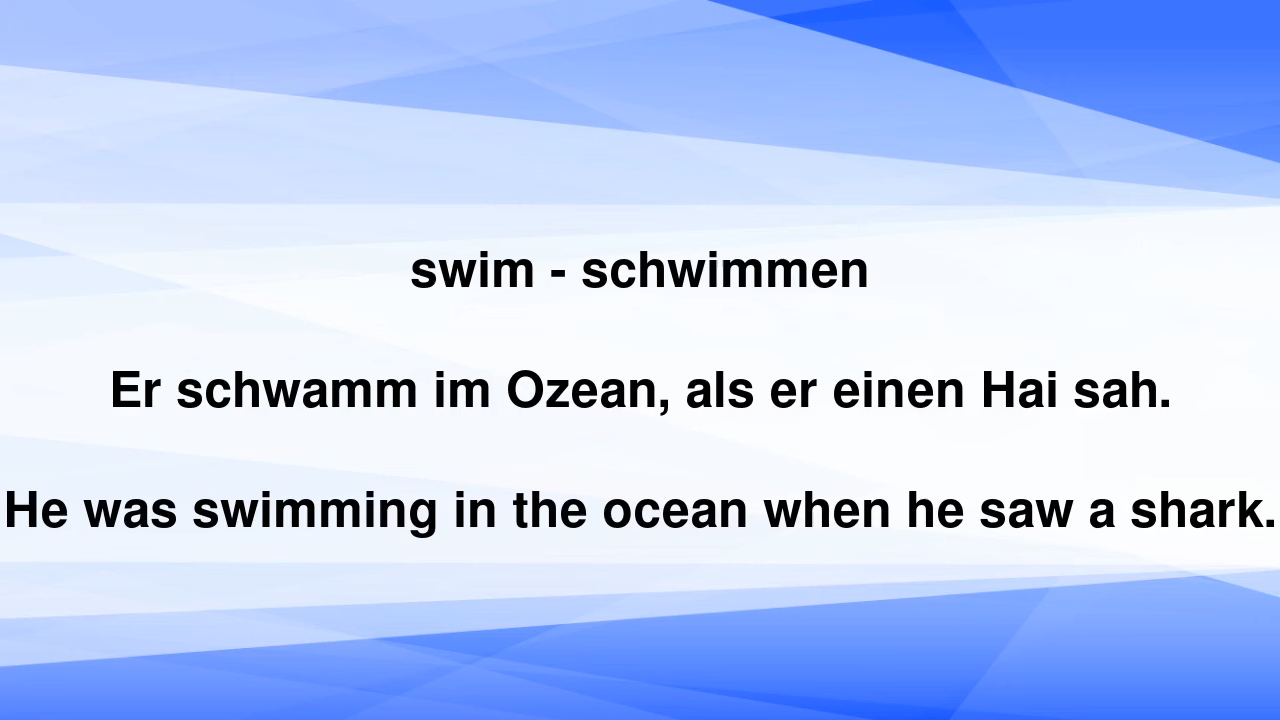 swim - schwimmen
Er schwamm im Ozean, als er einen Hai sah.
He was swimming in the ocean when he saw a shark.